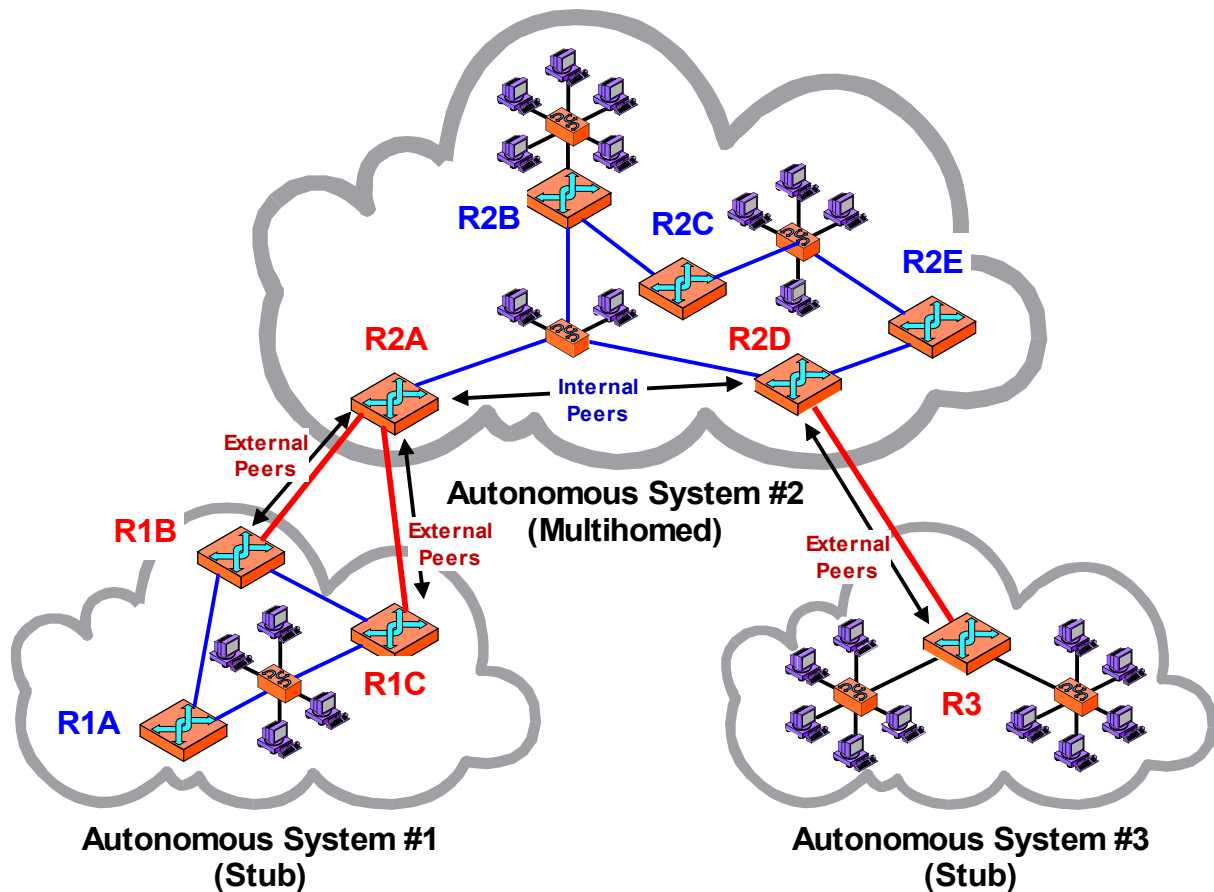 R2B
R2C
R2E
R2A
R2D
Internal
Peers
External
Peers
Autonomous System #2
(Multihomed)
R1B
External
Peers
External
Peers
R1C
R1A
R3
Autonomous System #1
(Stub)
Autonomous System #3
(Stub)